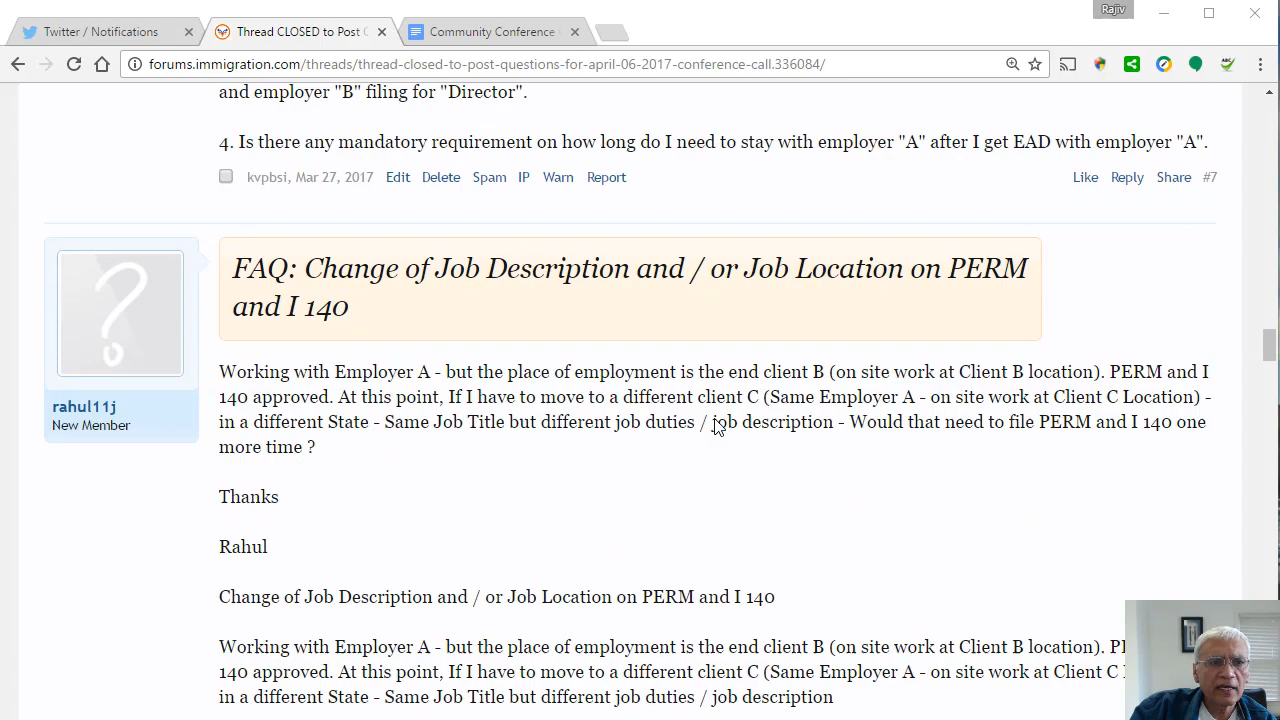 Rajiv
Twitter / Notifications
Thread CLOSED to Post Q
Community Conference
forums.immigration.com/threads/thread-closed-to-post-questions-for-april-06-2017-conference-call.336084/
ABC
and employer "B" filing for "Director".
4. Is there any mandatory requirement on how long do I need to stay with employer "A" after I get EAD with employer "A".
kvpbsi, Mar 27, 2017 Edit Delete Spam IP Warn Report Like Reply Share #7
FAQ: Change of Job Description and / or Job Location on PERM
and I 140
rahul11j
New Member
Working with Employer A - but the place of employment is the end client B (on site work at Client B location). PERM and I
140 approved. At this point, If I have to move to a different client C (Same Employer A - on site work at Client C Location) -
in a different State - Same Job Title but different job duties / job description - Would that need to file PERM and I 140 one
more time ?
Thanks
Rahul
Change of Job Description and / or Job Location on PERM and I 140
Working with Employer A - but the place of employment is the end client B (on site work at Client B location). PE
140 approved. At this point, If I have to move to a different client C (Same Employer A - on site work at Client C
in a different State - Same Job Title but different job duties / job description